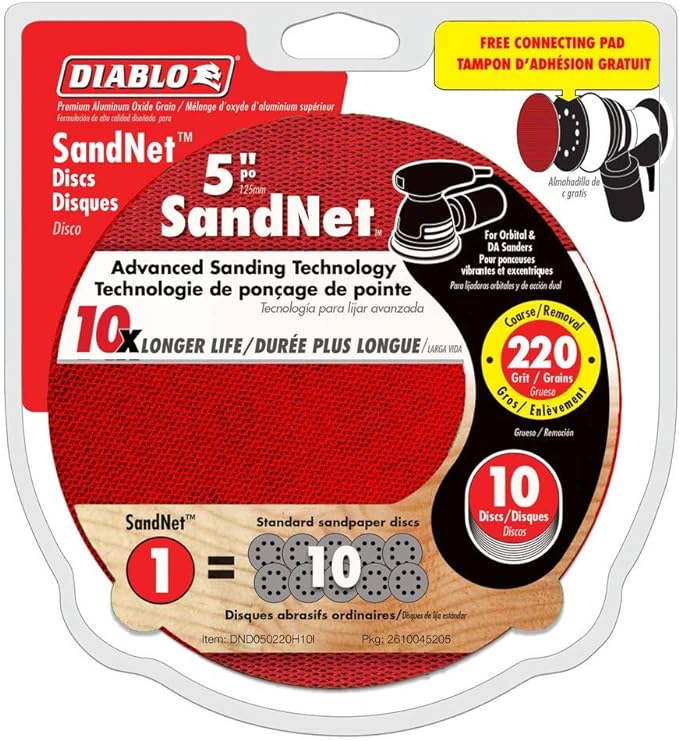 FREE CONNECTING PAD
TAMPON D'ADHÉSION GRATUIT
Almohadilla de
c gratis
DIABLO
Premium Aluminum Oxide Grain / Mélange d'oxyde d'aluminium supérieur
Formulación de alta calidad diseñada para
SandNet™
Discs
Disques
Disco
5"
po
125mm
SandNet™
For Orbital &
DA Sanders
Pour ponceuses
vibrantes et excentriques
Para lijadoras orbitales y de acción dual
Advanced Sanding Technology
Technologie de ponçage de pointe
Tecnología para lijar avanzada
10x LONGER LIFE/DURÉE PLUS LONGUE/LARGA VIDA
Coarse/Removal
220
Grit / Grains
Grueso
Gros/Enlèvement
Grueso / Remoción
10
Discs/Disques
Discos
SandNet™
1
=
Standard sandpaper discs
10
Disques abrasifs ordinaires/Disques de lija estándar
Item: DND050220H10I Pkg: 2610045205